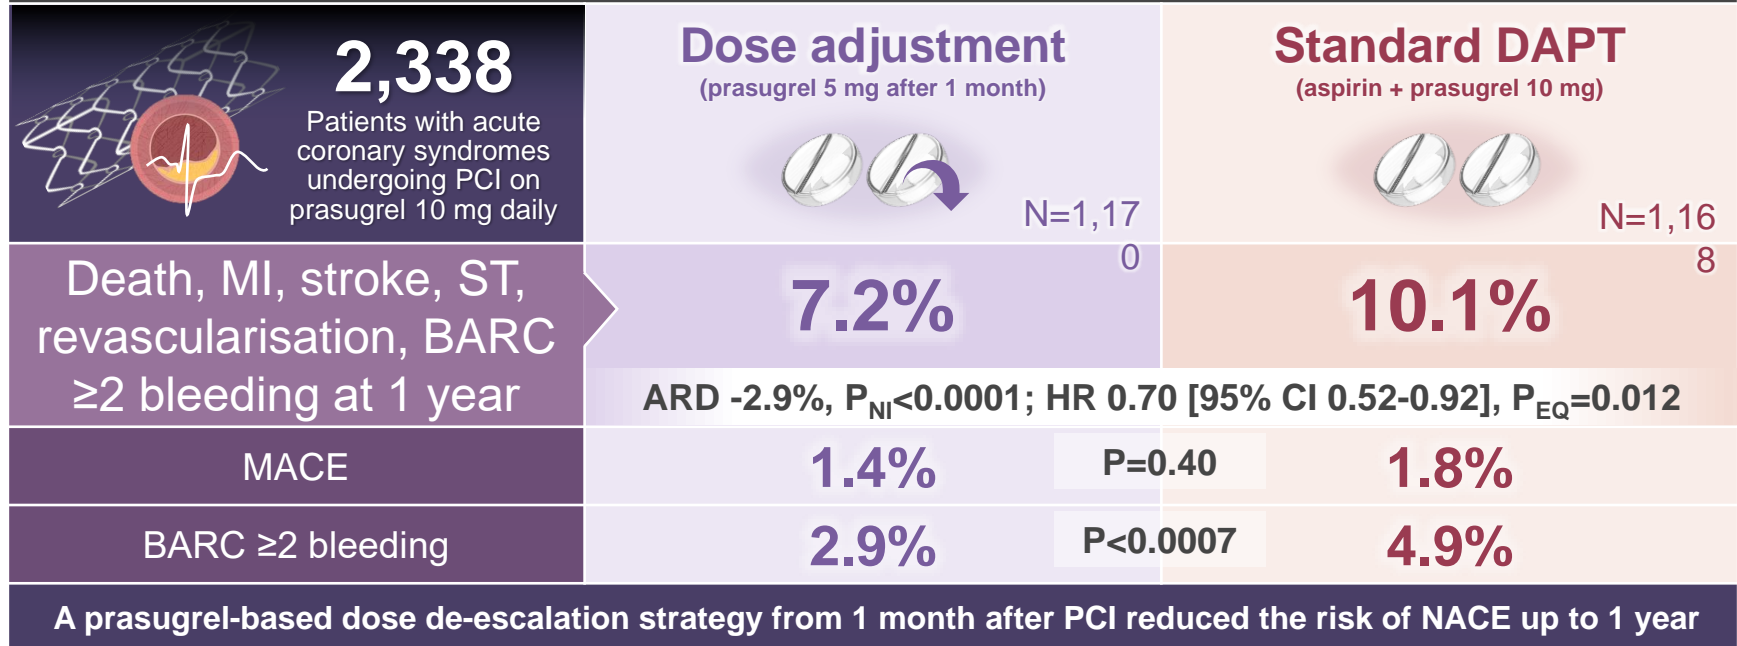 2,338
Patients with acute
coronary syndromes
undergoing PCI on
prasugrel 10 mg daily
Dose adjustment
(prasugrel 5 mg after 1 month)
N=1,17
0
Standard DAPT
(aspirin + prasugrel 10 mg)
N=1,16
8
Death, MI, stroke, ST,
revascularisation, BARC
≥2 bleeding at 1 year
7.2%
10.1%
ARD -2.9%, PNI<0.0001; HR 0.70 [95% CI 0.52-0.92], PEQ=0.012
MACE
1.4%
P=0.40
1.8%
BARC ≥2 bleeding
2.9%
P<0.0007
4.9%
A prasugrel-based dose de-escalation strategy from 1 month after PCI reduced the risk of NACE up to 1 year